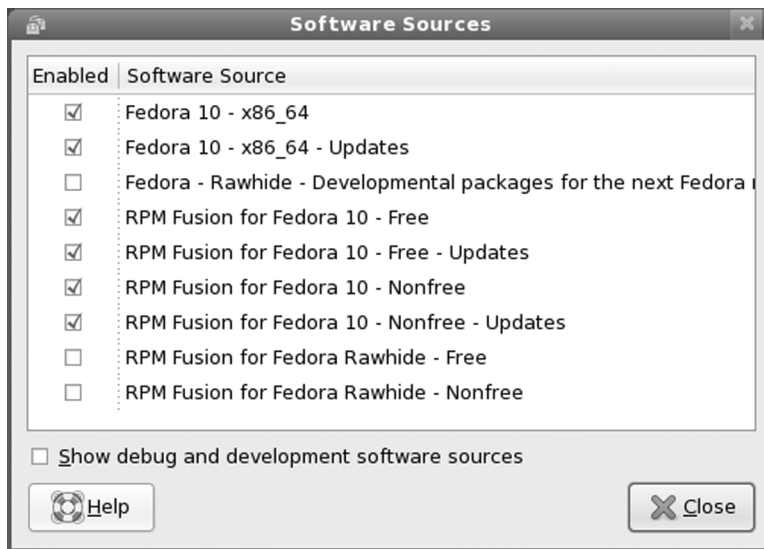 Software Sources
Enabled Software Source
Fedora 10 - x86_64
Fedora 10 - x86_64 - Updates
Fedora - Rawhide - Developmental packages for the next Fedora
RPM Fusion for Fedora 10 - Free
RPM Fusion for Fedora 10 - Free - Updates
RPM Fusion for Fedora 10 - Nonfree
RPM Fusion for Fedora 10 - Nonfree - Updates
RPM Fusion for Fedora Rawhide - Free
RPM Fusion for Fedora Rawhide - Nonfree
Show debug and development software sources
Help Close